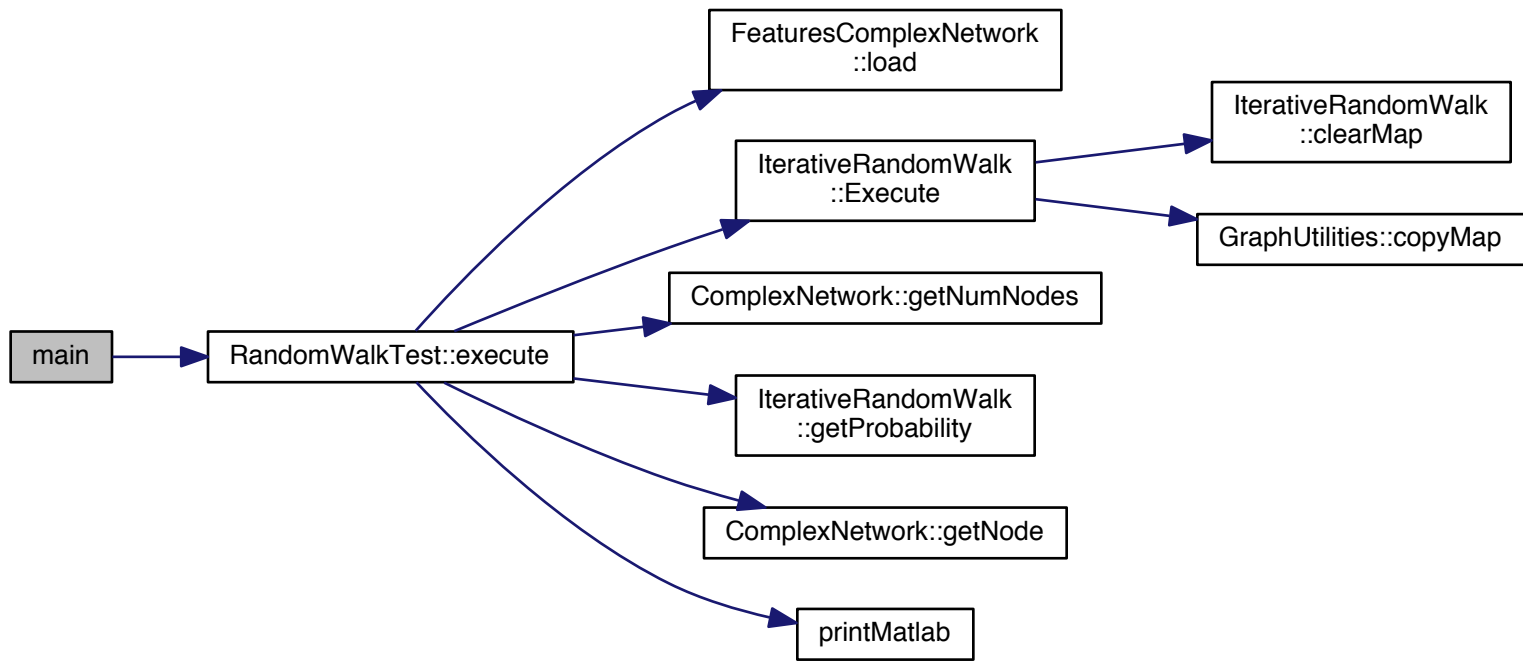 main
RandomWalkTest::execute
FeaturesComplexNetwork
::load
IterativeRandomWalk
::Execute
IterativeRandomWalk
::clearMap
GraphUtilities::copyMap
ComplexNetwork::getNumNodes
IterativeRandomWalk
::getProbability
ComplexNetwork::getNode
printMatlab